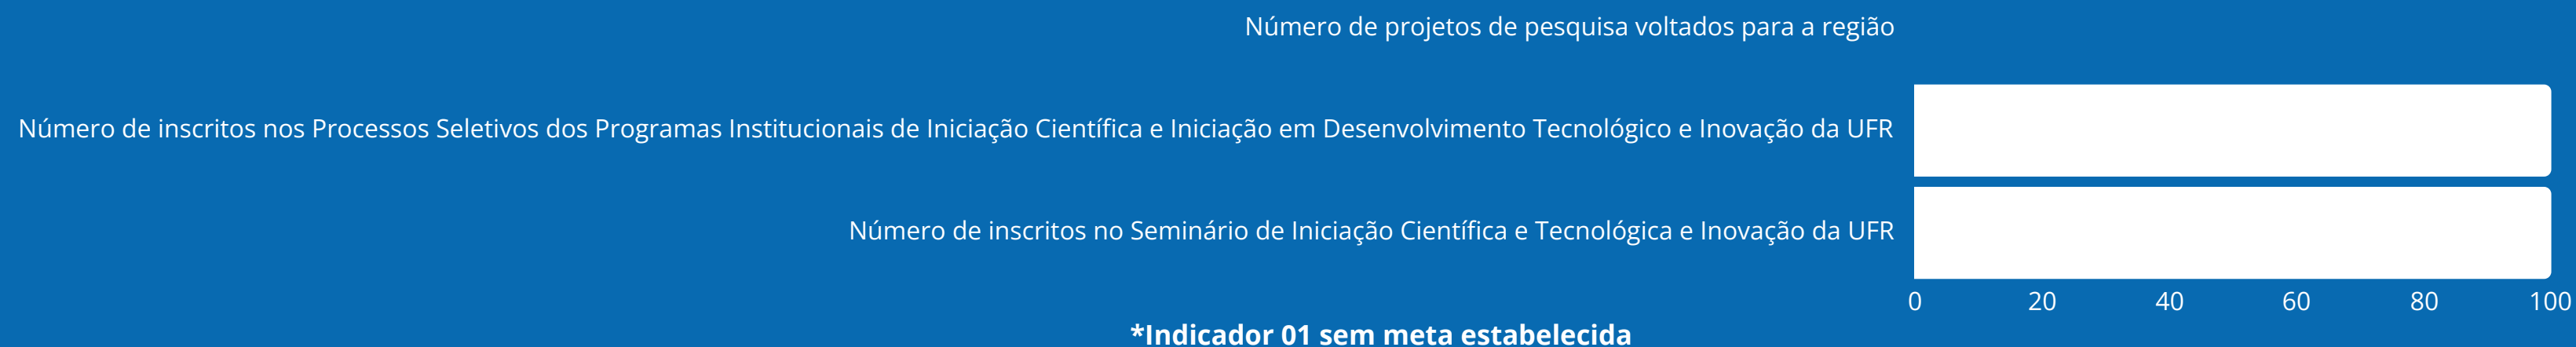 Número de projetos de pesquisa voltados para a região
Número de inscritos nos Processos Seletivos dos Programas Institucionais de Iniciação Científica e Iniciação em Desenvolvimento Tecnológico e Inovação da UFR
Número de inscritos no Seminário de Iniciação Científica e Tecnológica e Inovação da UFR
0 20 40 60 80 100
*Indicador 01 sem meta estabelecida